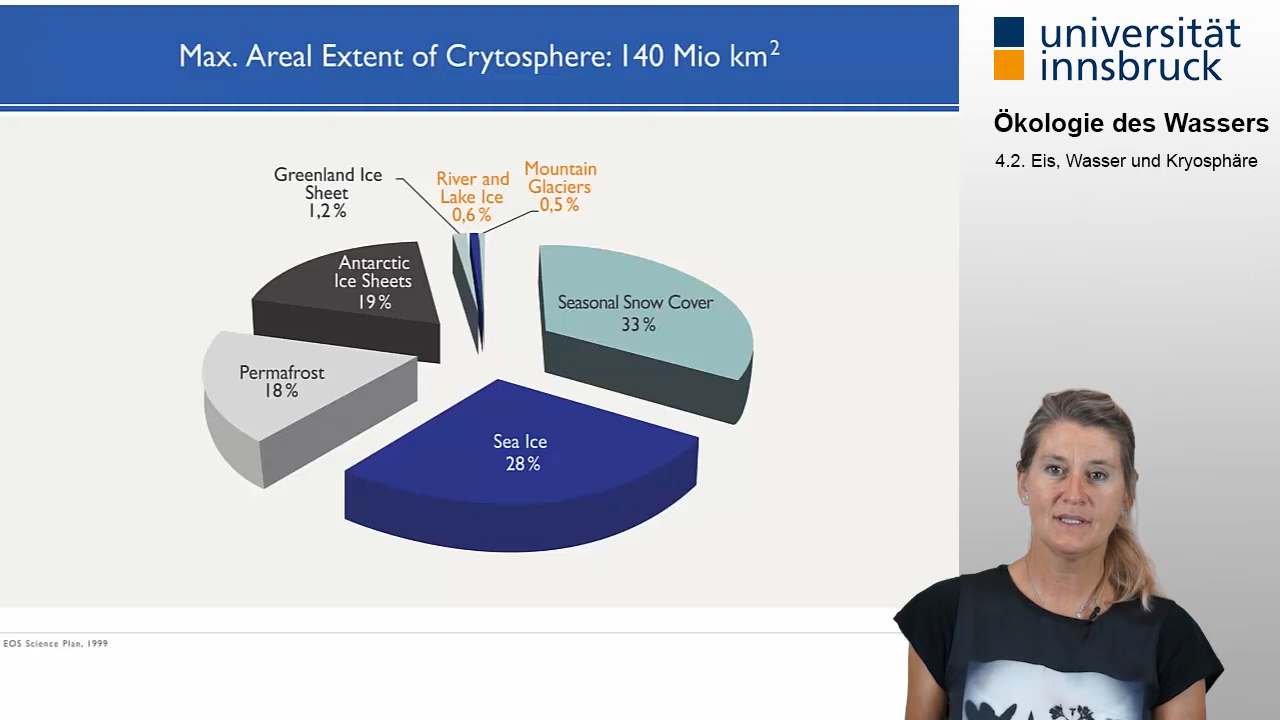 Max. Areal Extent of Crytosphere: 140 Mio km²
universität
innsbruck
Ökologie des Wassers
4.2. Eis, Wasser und Kryosphäre
Greenland Ice
Sheet
1,2 %
River and
Lake Ice
0,6 %
Mountain
Glaciers
0,5 %
Antarctic
Ice Sheets
19 %
Seasonal Snow Cover
33 %
Permafrost
18 %
Sea Ice
28 %
EOS Science Plan, 1999